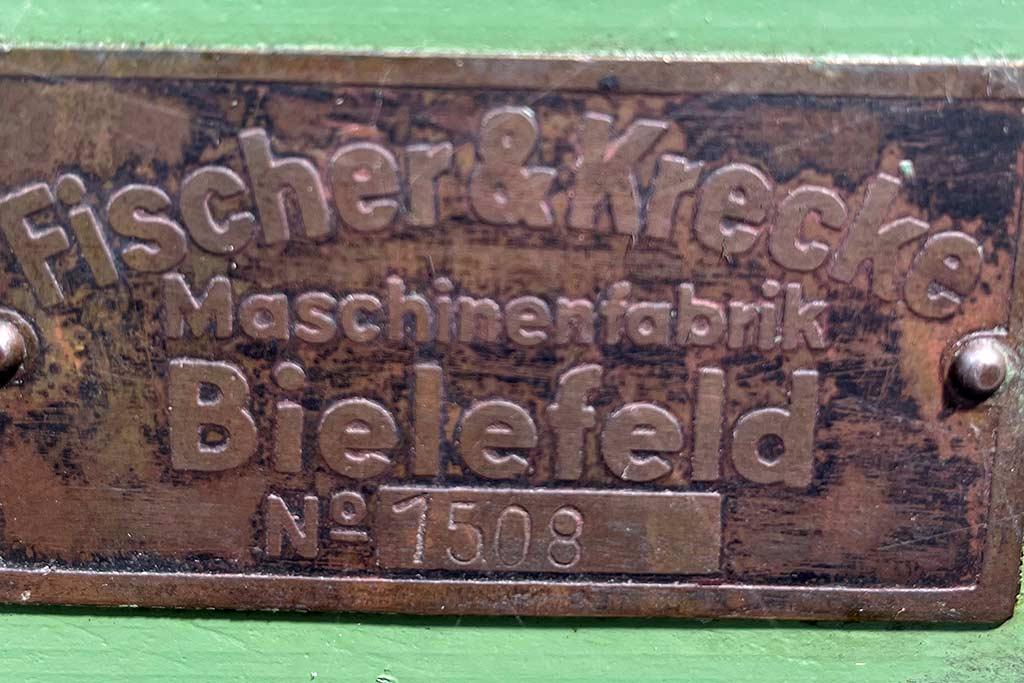 Fischer & Krecke
Maschinenfabrik
Bielefeld
Nº 1508